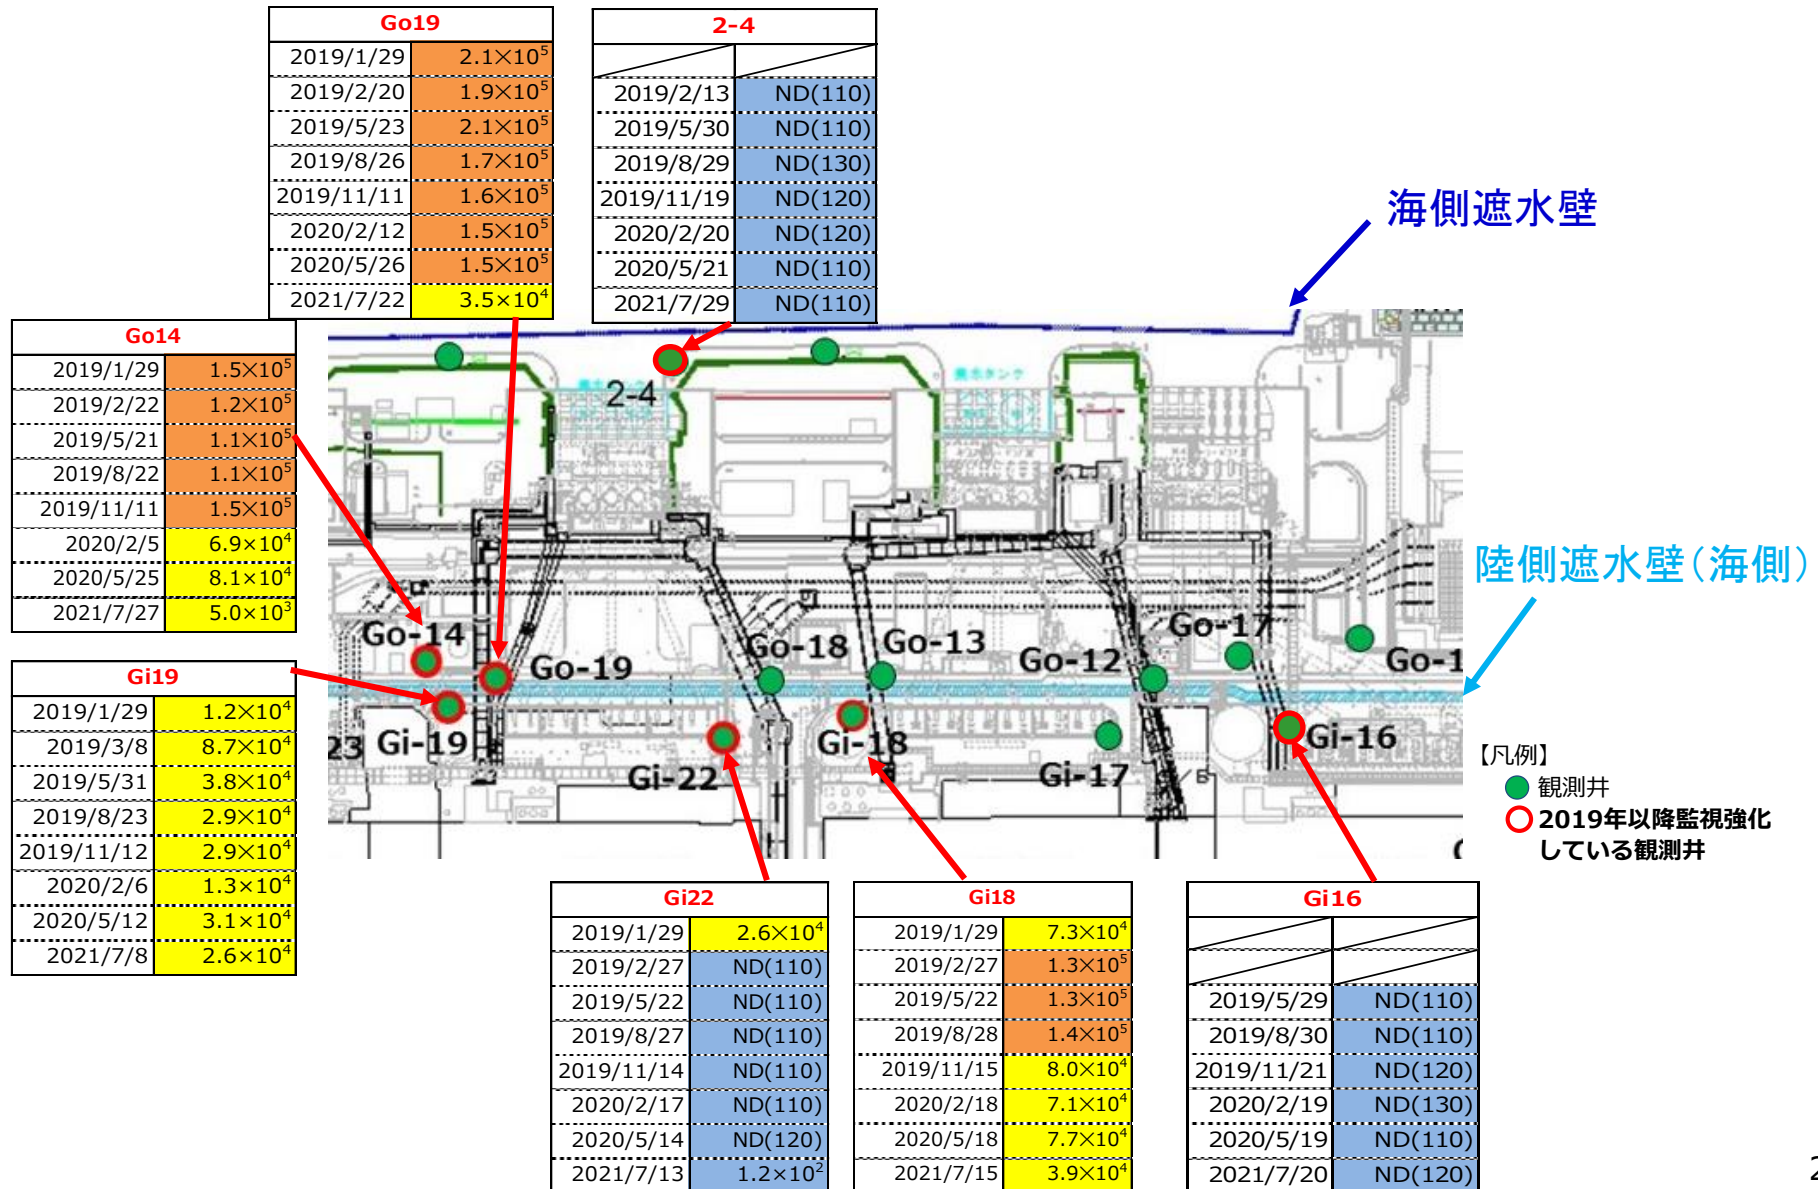 Go19
2019/1/29 2.1×10⁵
2019/2/20 1.9×10⁵
2019/5/23 2.1×10⁵
2019/8/26 1.7×10⁵
2019/11/11 1.6×10⁵
2020/2/12 1.5×10⁵
2020/5/26 1.5×10⁵
2021/7/22 3.5×10⁴
2-4
2019/2/13 ND(110)
2019/5/30 ND(110)
2019/8/29 ND(130)
2019/11/19 ND(120)
2020/2/20 ND(120)
2020/5/21 ND(110)
2021/7/29 ND(110)
海側遮水壁
Go14
2019/1/29 1.5×10⁵
2019/2/22 1.2×10⁵
2019/5/21 1.1×10⁵
2019/8/22 1.1×10⁵
2019/11/11 1.5×10⁵
2020/2/5 6.9×10⁴
2020/5/25 8.1×10⁴
2021/7/27 5.0×10³
2-4
陸側遮水壁(海側)
Go-14
Go-19
Go-18
Go-13
Go-12
Go-17
Go-1
Gi19
2019/1/29 1.2×10⁴
2019/3/8 8.7×10⁴
2019/5/31 3.8×10⁴
2019/8/23 2.9×10⁴
2019/11/12 2.9×10⁴
2020/2/6 1.3×10⁴
2020/5/12 3.1×10⁴
2021/7/8 2.6×10⁴
23
Gi-19
Gi-22
Gi-18
Gi-17
Gi-16
【凡例】
観測井
2019年以降監視強化
している観測井
Gi22
2019/1/29 2.6×10⁴
2019/2/27 ND(110)
2019/5/22 ND(110)
2019/8/27 ND(110)
2019/11/14 ND(110)
2020/2/17 ND(110)
2020/5/14 ND(120)
2021/7/13 1.2×10²
Gi18
2019/1/29 7.3×10⁴
2019/2/27 1.3×10⁵
2019/5/22 1.3×10⁵
2019/8/28 1.4×10⁵
2019/11/15 8.0×10⁴
2020/2/18 7.1×10⁴
2020/5/18 7.7×10⁴
2021/7/15 3.9×10⁴
Gi16
2019/5/29 ND(110)
2019/8/30 ND(110)
2019/11/21 ND(120)
2020/2/19 ND(130)
2020/5/19 ND(110)
2021/7/20 ND(120)
2